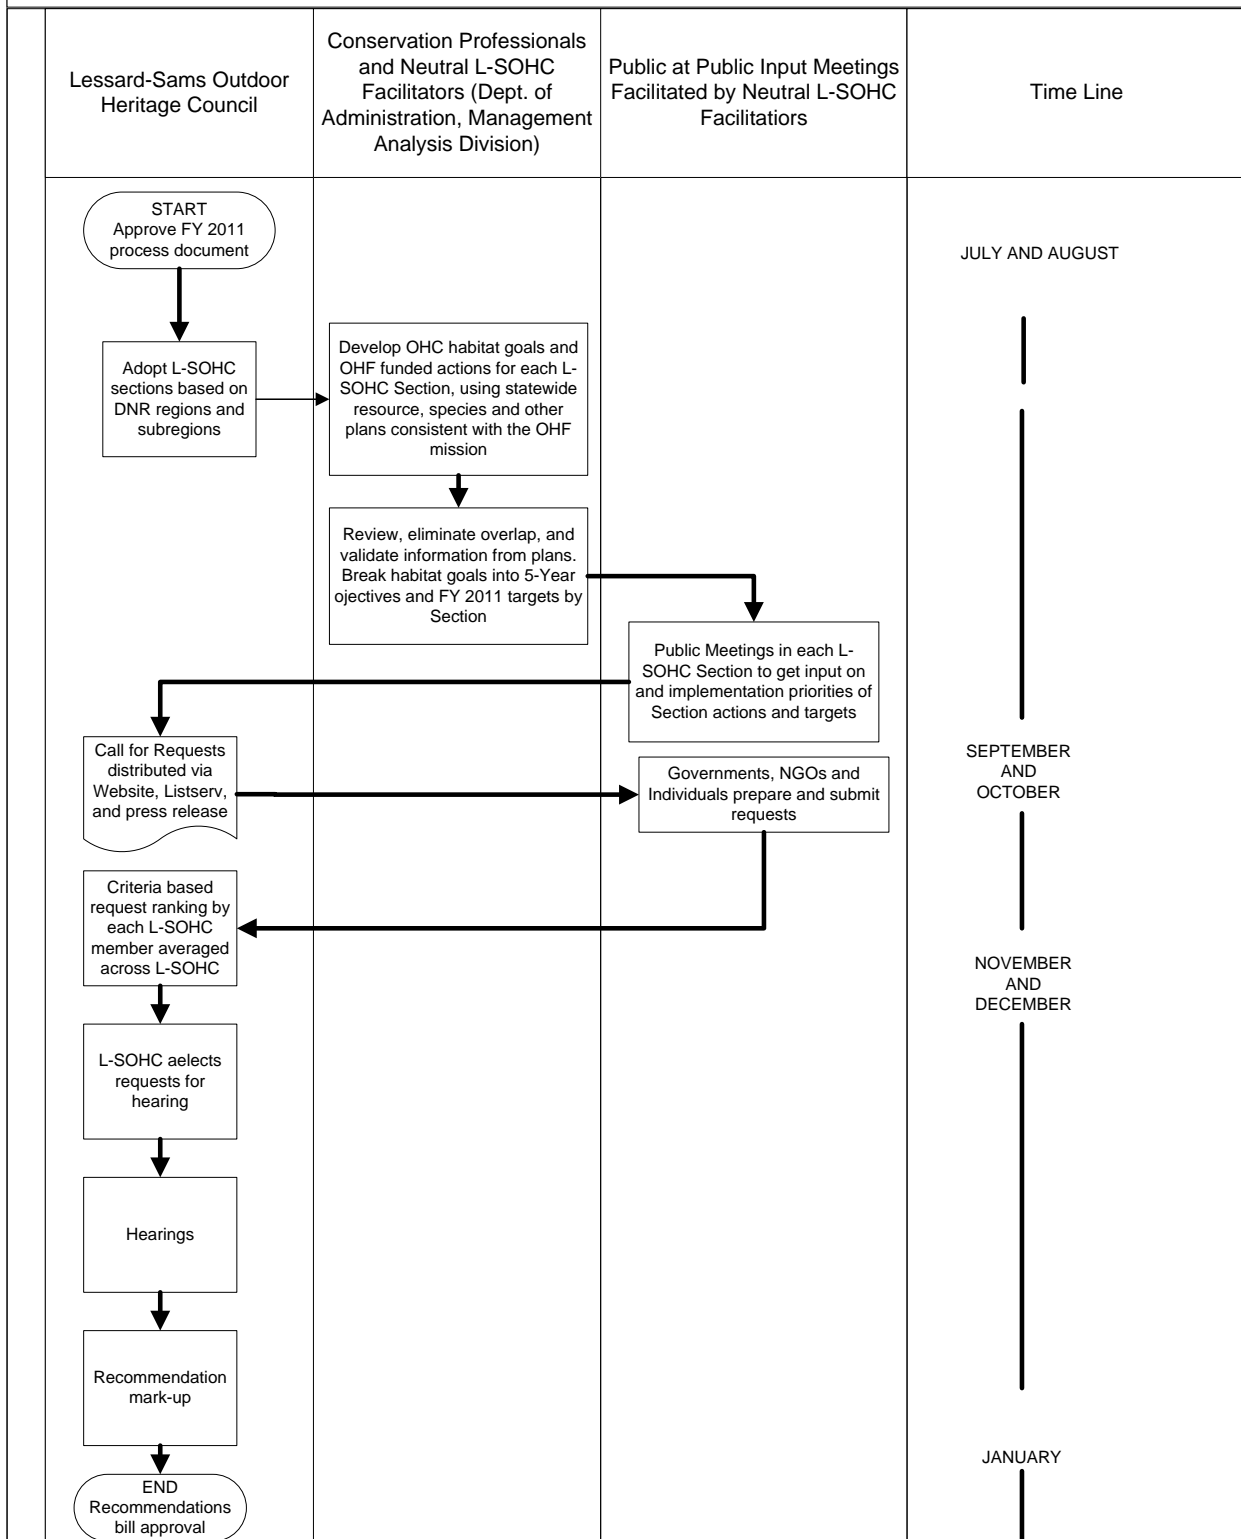 Lessard-Sams Outdoor
Heritage Council
Conservation Professionals
and Neutral L-SOHC
Facilitators (Dept. of
Administration, Management
Analysis Division)
Public at Public Input Meetings
Facilitated by Neutral L-SOHC
Facilitatiors
Time Line
START
Approve FY 2011
process document
JULY AND AUGUST
Adopt L-SOHC
sections based on
DNR regions and
subregions
Develop OHC habitat goals and
OHF funded actions for each L-
SOHC Section, using statewide
resource, species and other
plans consistent with the OHF
mission
Review, eliminate overlap, and
validate information from plans.
Break habitat goals into 5-Year
ojectives and FY 2011 targets by
Section
Public Meetings in each L-
SOHC Section to get input on
and implementation priorities of
Section actions and targets
Call for Requests
distributed via
Website, Listserv,
and press release
Governments, NGOs and
Individuals prepare and submit
requests
SEPTEMBER
AND
OCTOBER
Criteria based
request ranking by
each L-SOHC
member averaged
across L-SOHC
NOVEMBER
AND
DECEMBER
L-SOHC aelects
requests for
hearing
Hearings
Recommendation
mark-up
JANUARY
END
Recommendations
bill approval